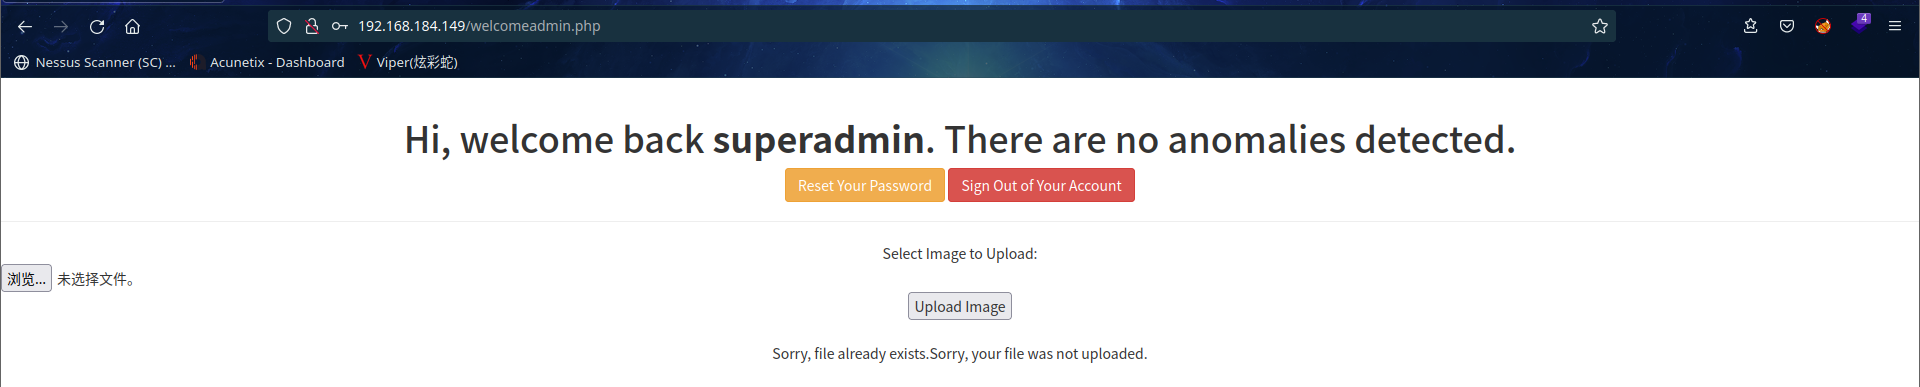 192.168.184.149/welcomeadmin.php
4
Nessus Scanner (SC) ... Acunetix - Dashboard Viper(炫彩蛇)
Hi, welcome back superadmin. There are no anomalies detected.
Reset Your Password Sign Out of Your Account
Select Image to Upload:
浏览... 未选择文件。
Upload Image
Sorry, file already exists.Sorry, your file was not uploaded.